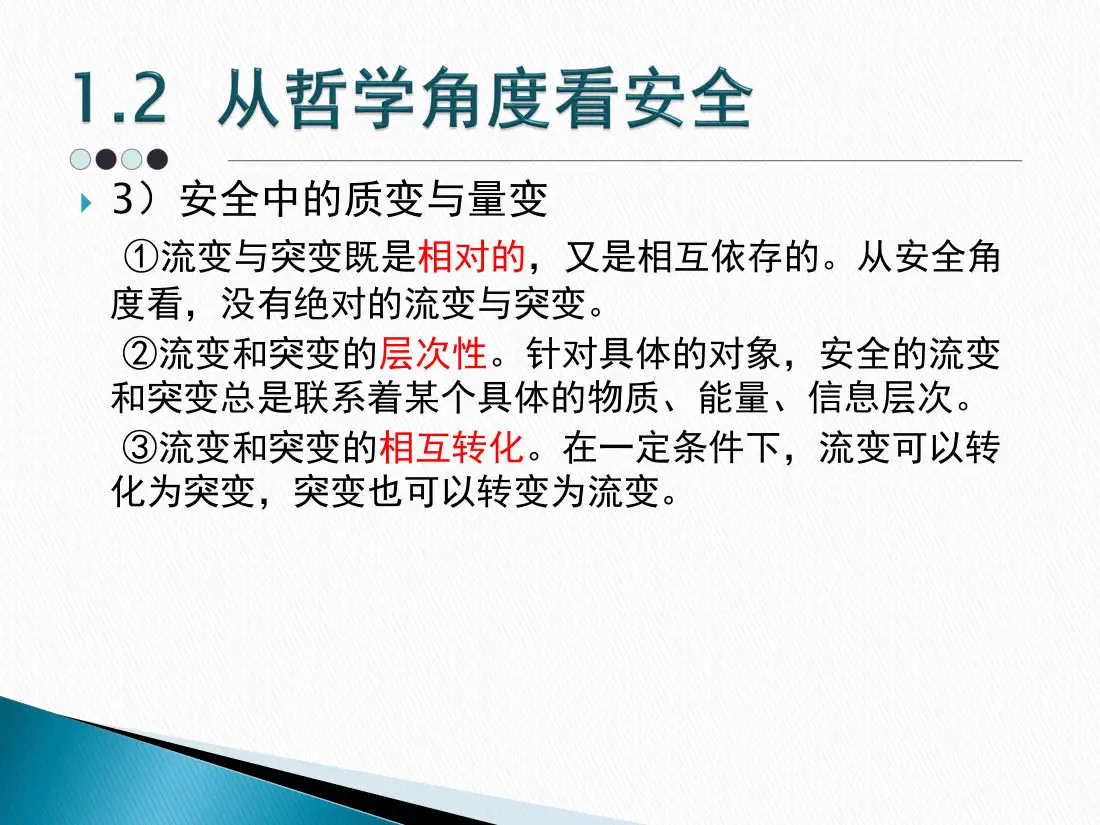 1.2 从哲学角度看安全
3）安全中的质变与量变
①流变与突变既是相对的，又是相互依存的。从安全角
度看，没有绝对的流变与突变。
②流变和突变的层次性。针对具体的对象，安全的流变
和突变总是联系着某个具体的物质、能量、信息层次。
③流变和突变的相互转化。在一定条件下，流变可以转
化为突变，突变也可以转变为流变。